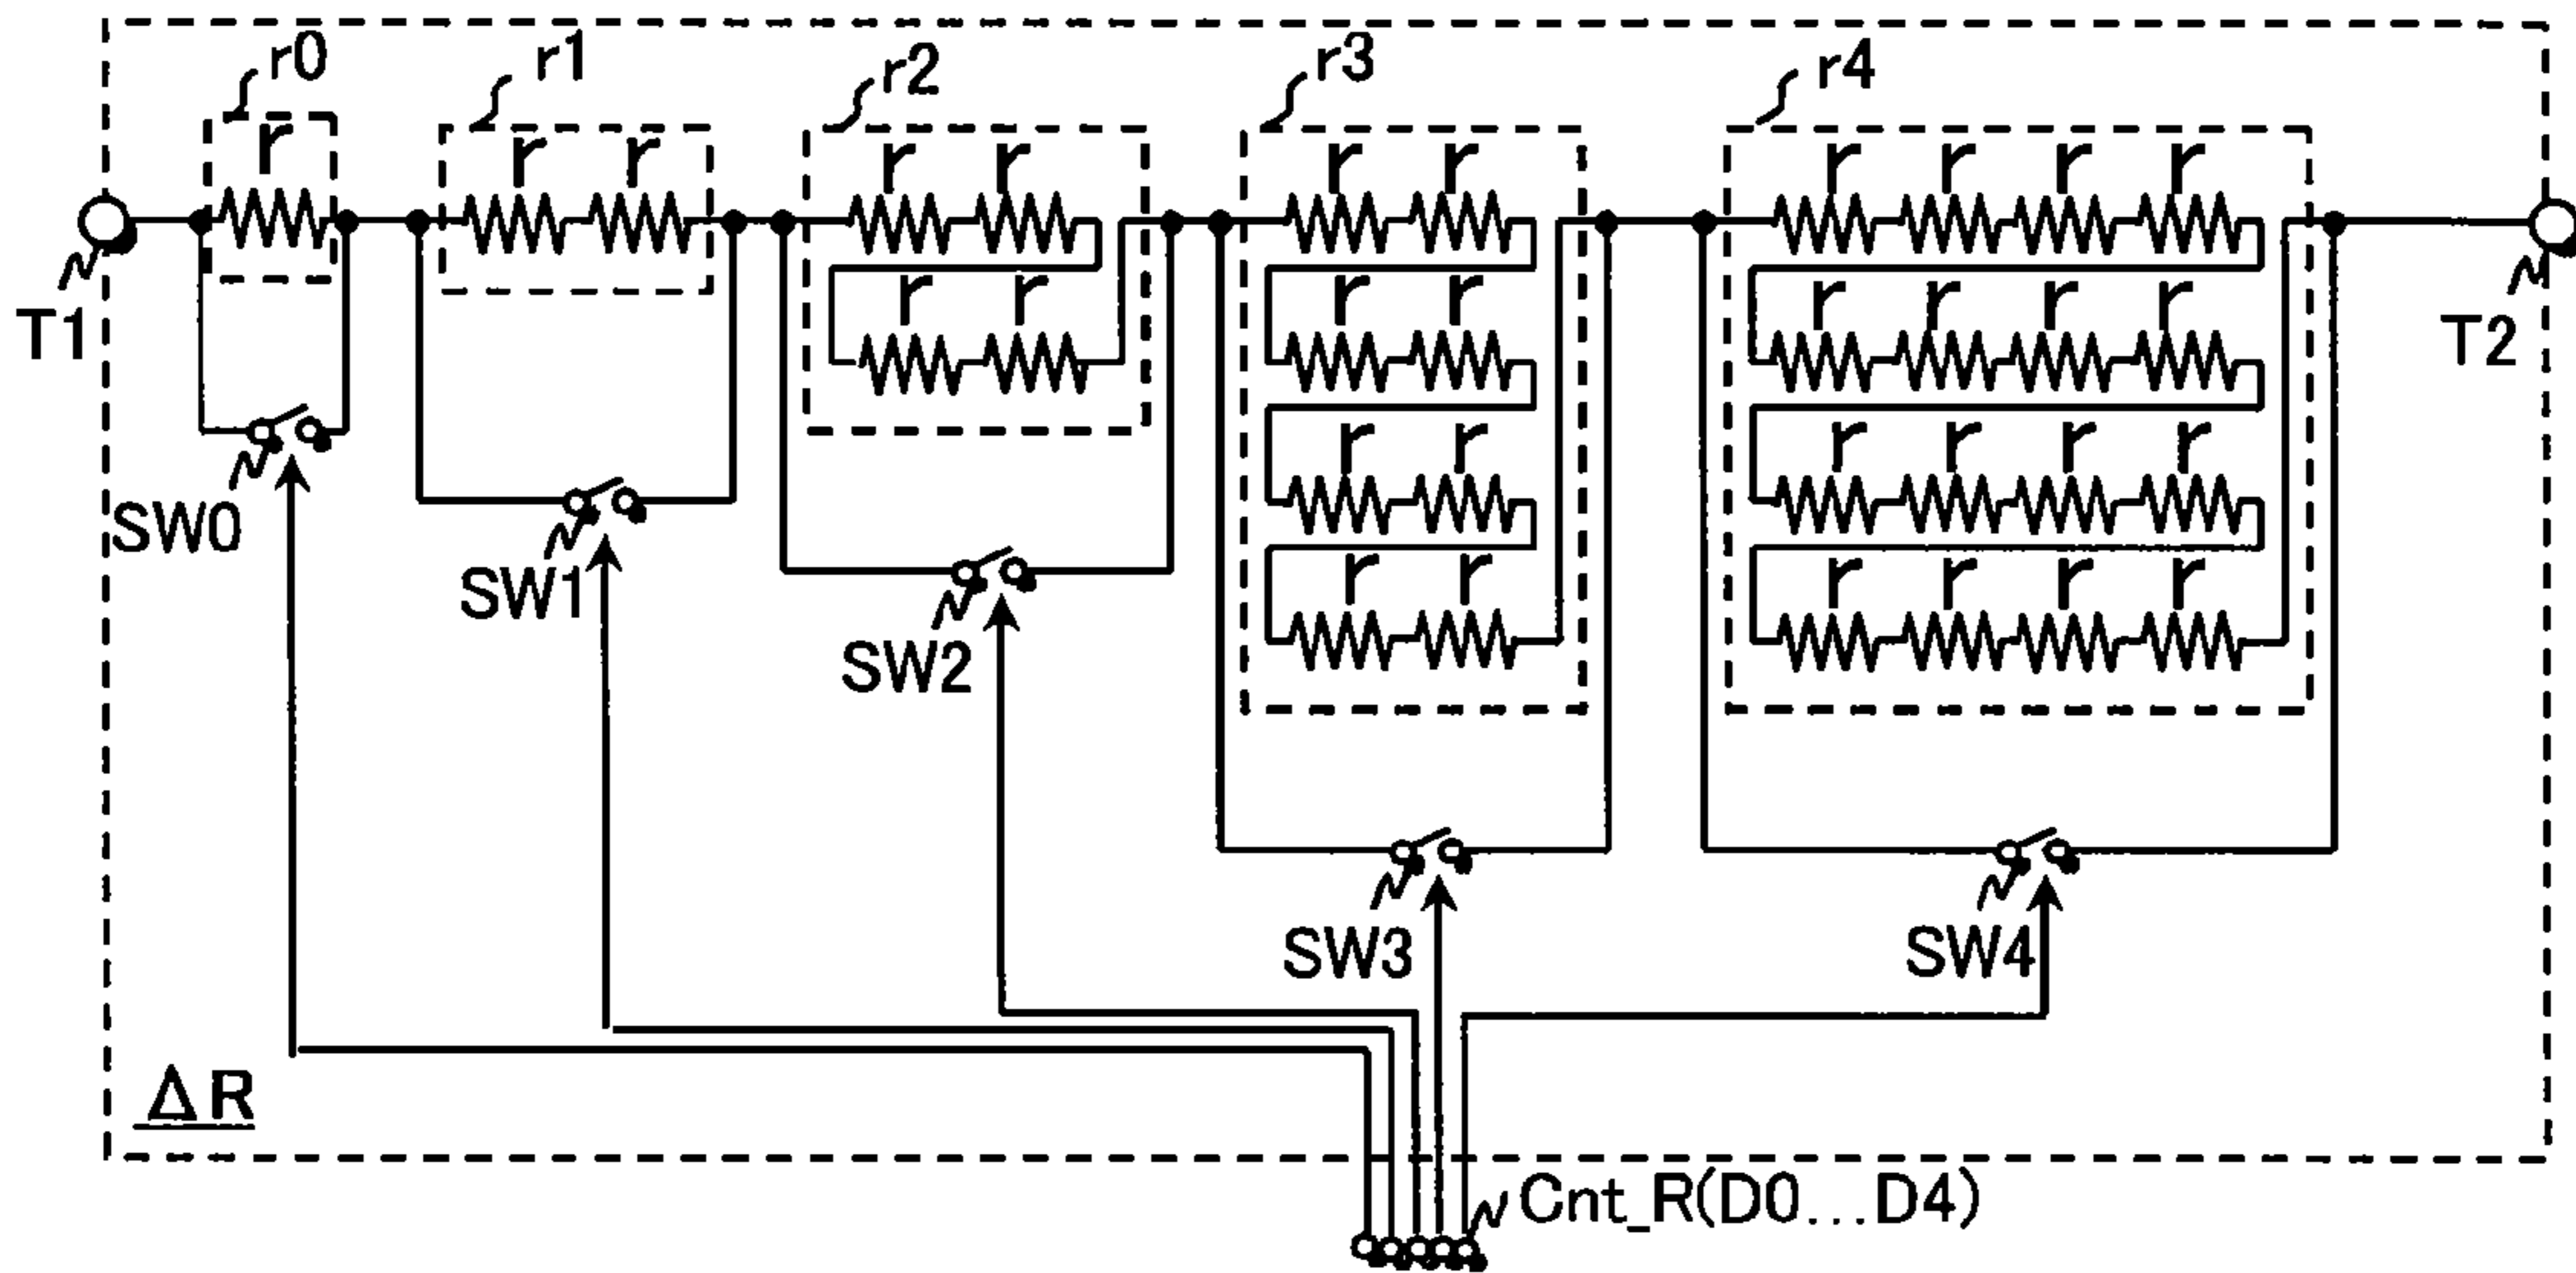 r0 r1 r2 r3 r4
r r r r r r r r r r r
T1 r r r r r r r r T2
SW0 r r r r r r
SW1 r r r r r r
SW2
SW3 SW4
ΔR
Cnt_R(D0...D4)